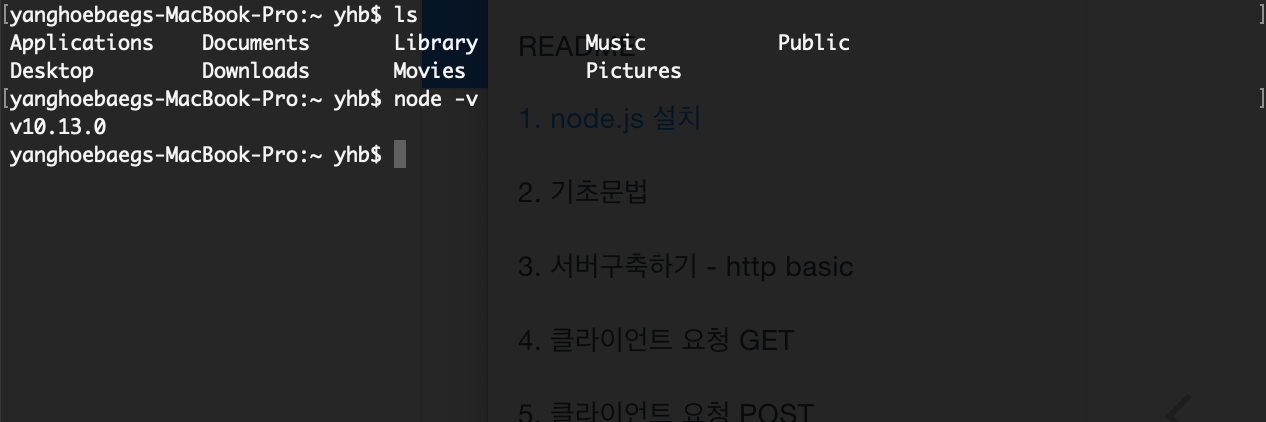 [yanghoebaegs-MacBook-Pro:~ yhb$ ls ]
Applications Documents Library Music Public
Desktop Downloads Movies Pictures
[yanghoebaegs-MacBook-Pro:~ yhb$ node -v ]
v10.13.0
yanghoebaegs-MacBook-Pro:~ yhb$
README
1. node.js 설치
2. 기초문법
3. 서버구축하기 - http basic
4. 클라이언트 요청 GET
5. 클라이언트 요청 POST